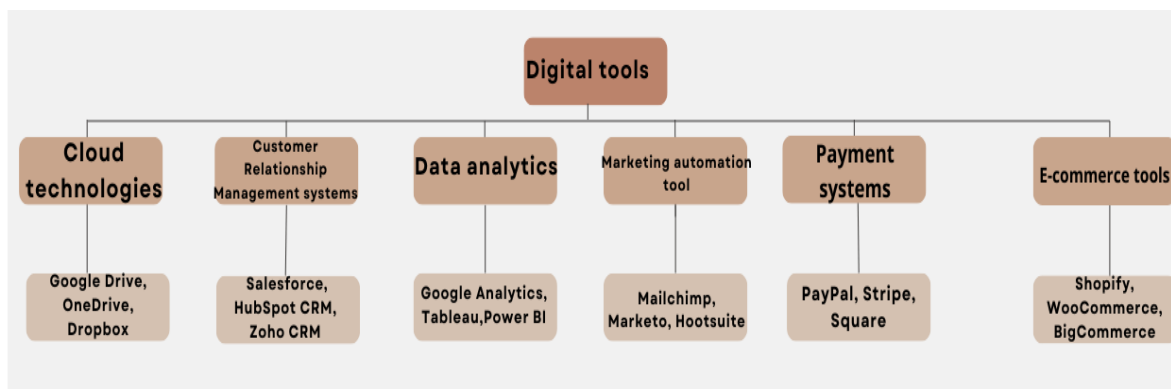 Digital tools
Cloud
technologies
Customer
Relationship
Management systems
Data analytics
Marketing automation
tool
Payment
systems
E-commerce tools
Google Drive,
OneDrive,
Dropbox
Salesforce,
HubSpot CRM,
Zoho CRM
Google Analytics,
Tableau,Power BI
Mailchimp,
Marketo, Hootsuite
PayPal, Stripe,
Square
Shopify,
WooCommerce,
BigCommerce